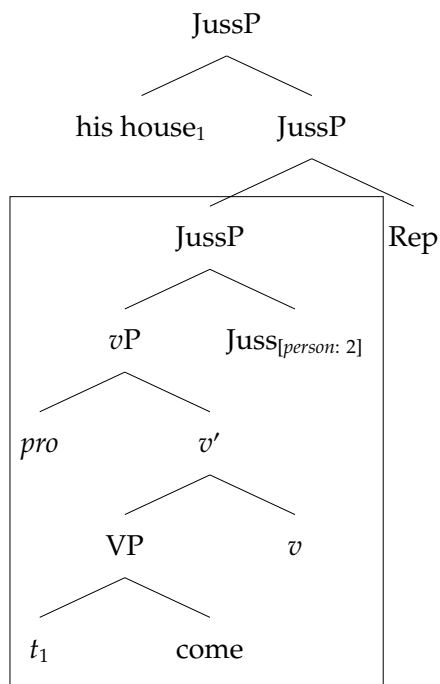 JussP
his house₁ JussP
JussP Rep
vP Juss[person: 2]
pro v′
VP v
t₁ come